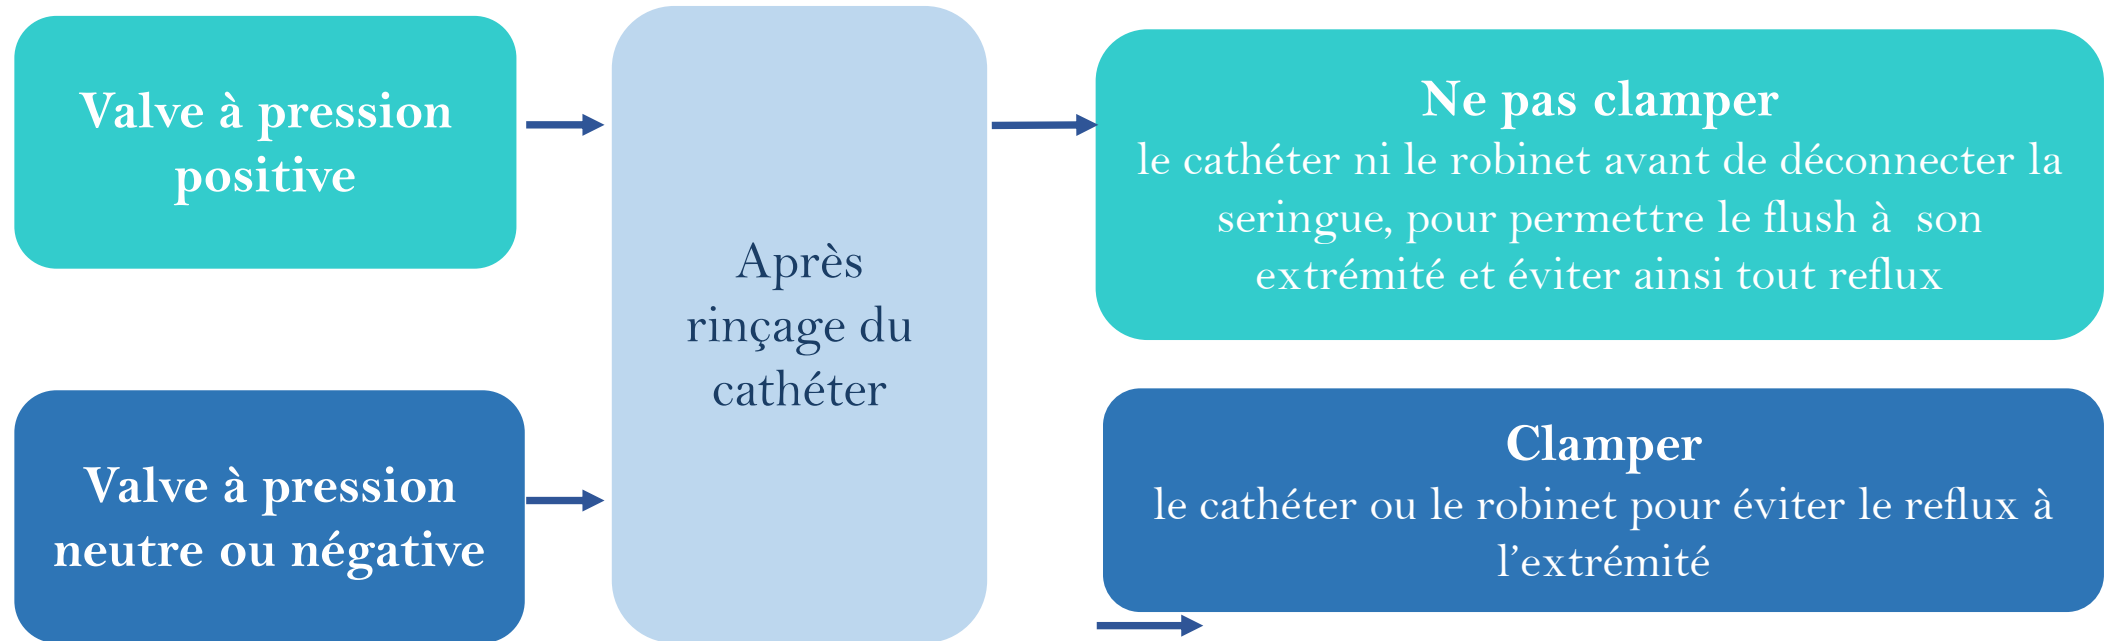 Valve à pression
positive
Après
rinçage du
cathéter
Ne pas clamper
le cathéter ni le robinet avant de déconnecter la
seringue, pour permettre le flush à  son
extrémité et éviter ainsi tout reflux
Valve à pression
neutre ou négative
Clamper
le cathéter ou le robinet pour éviter le reflux à
l’extrémité